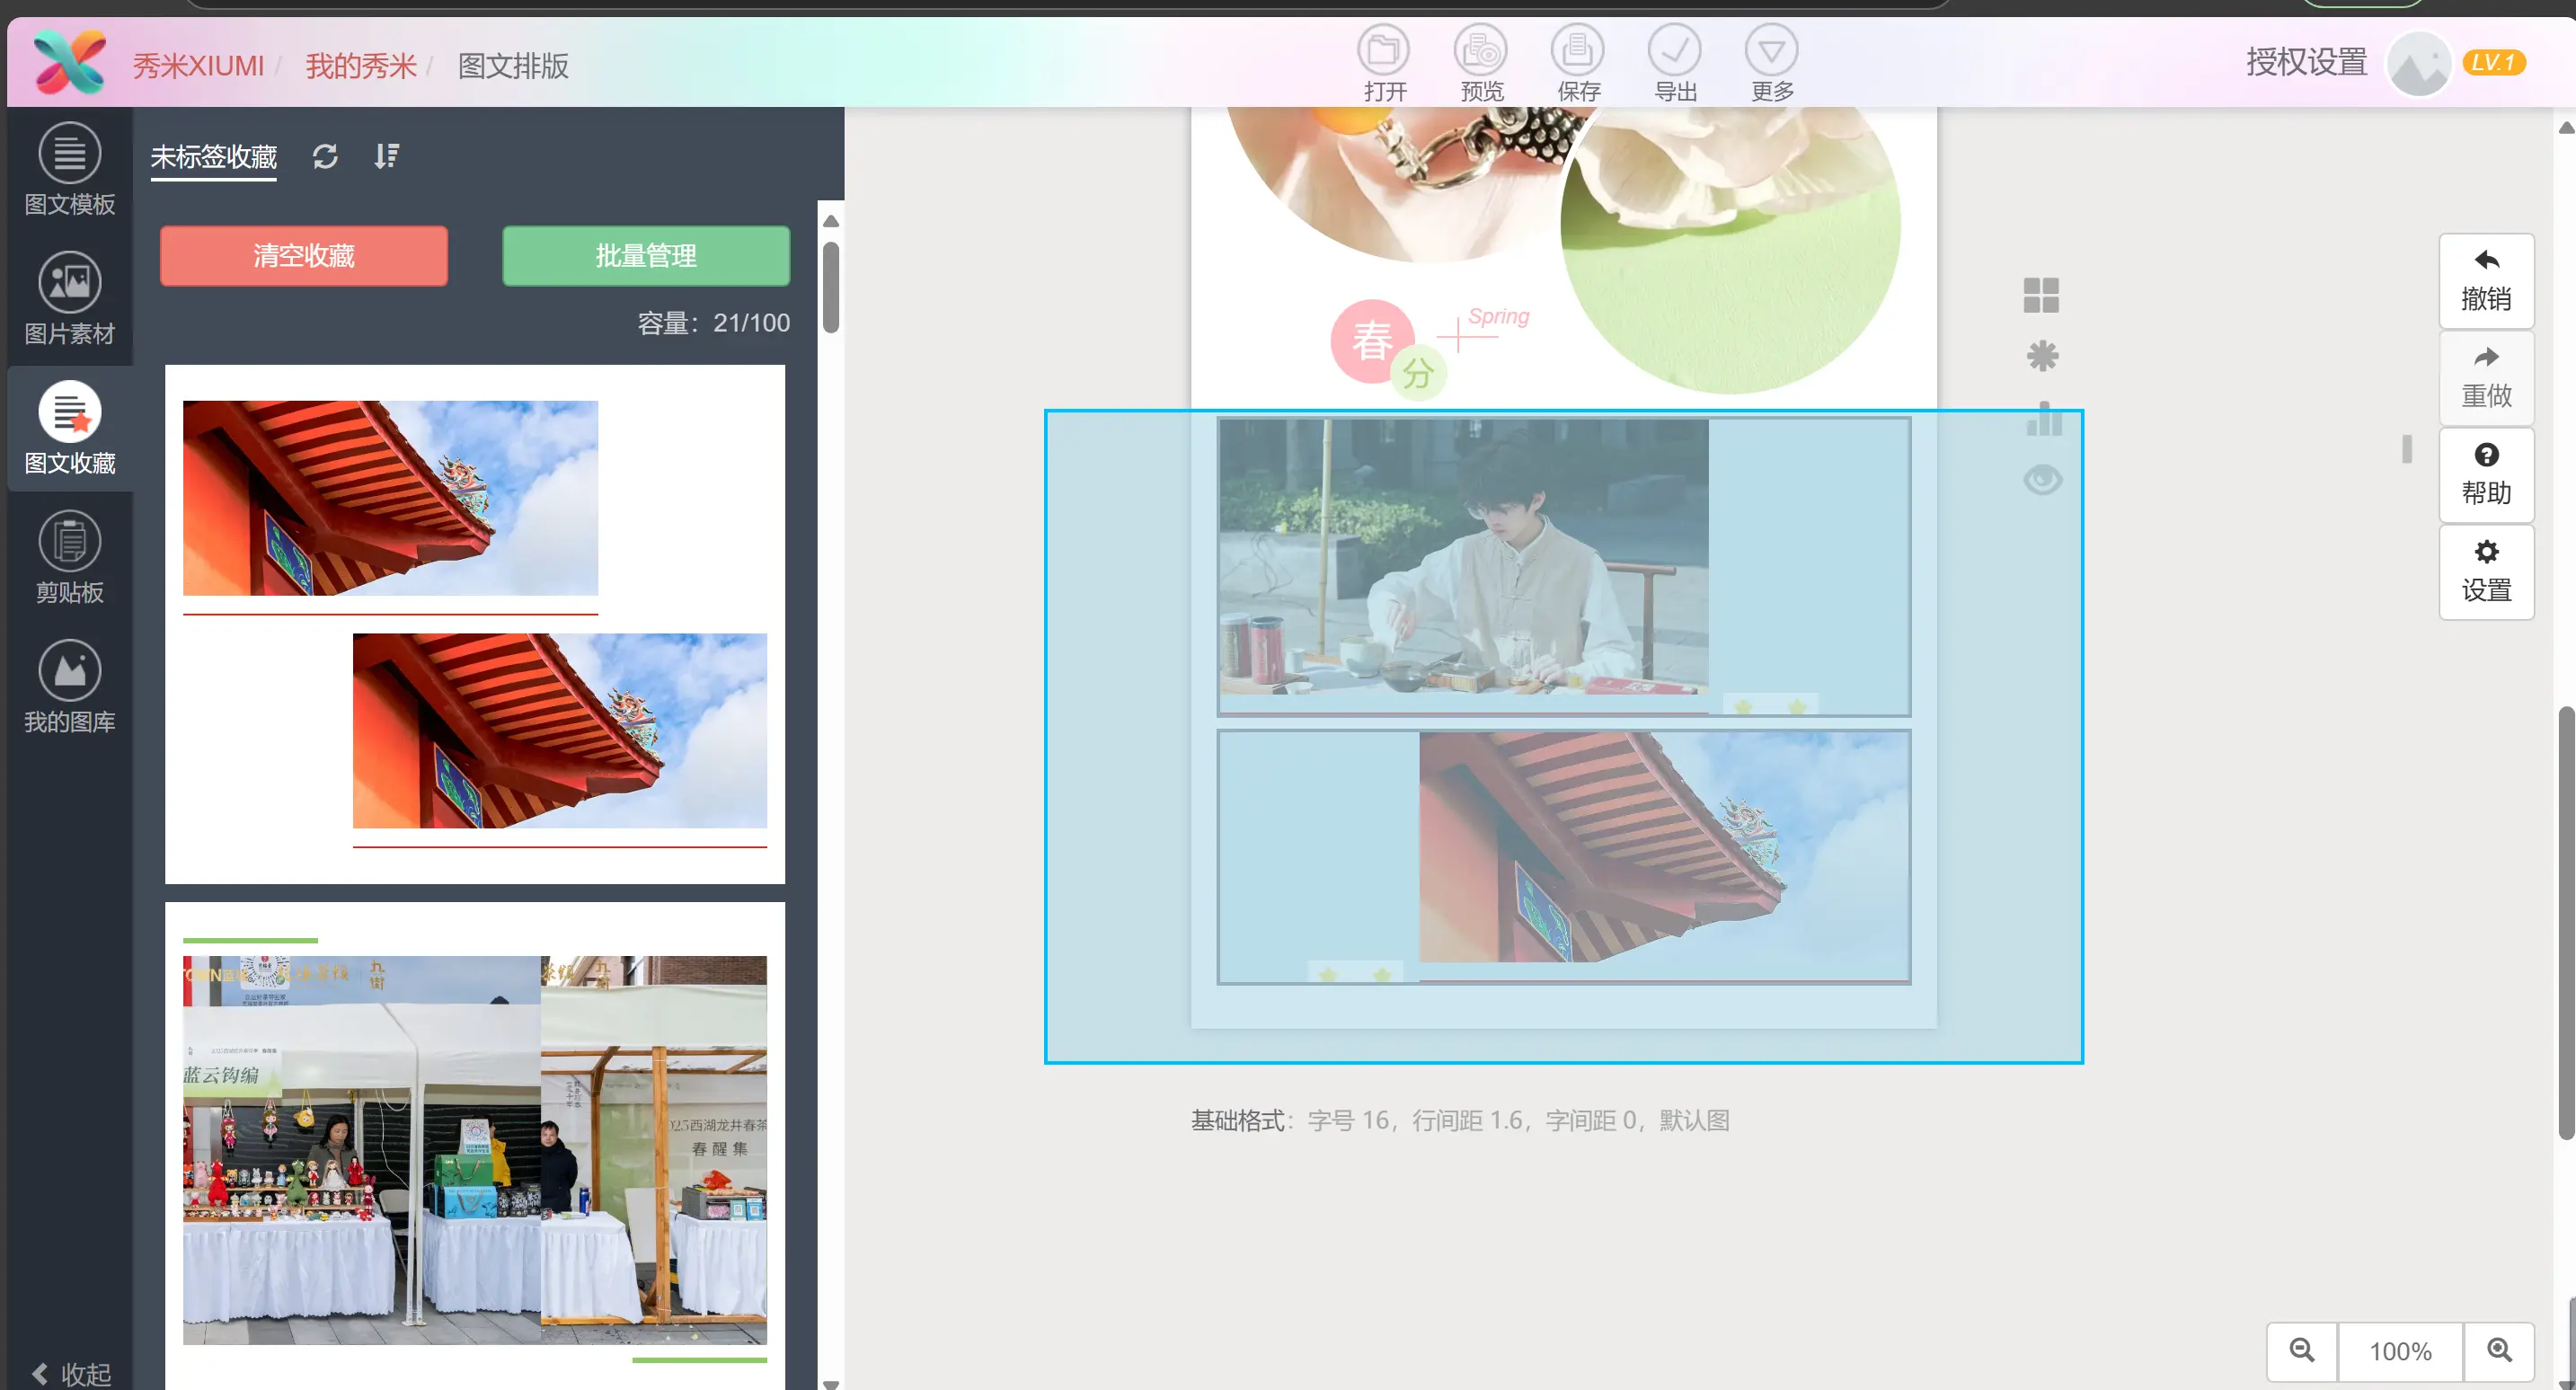 秀米XIUMI / 我的秀米 / 图文排版
打开
预览
保存
导出
更多
授权设置
LV.1
图文模板
图片素材
图文收藏
剪贴板
我的图库
收起
未标签收藏
清空收藏
批量管理
容量：21/100
蓝云钩编
2025西湖龙井春茶
春醒集
春
分
Spring
基础格式：字号 16，行间距 1.6，字间距 0，默认图
撤销
重做
帮助
设置
100%